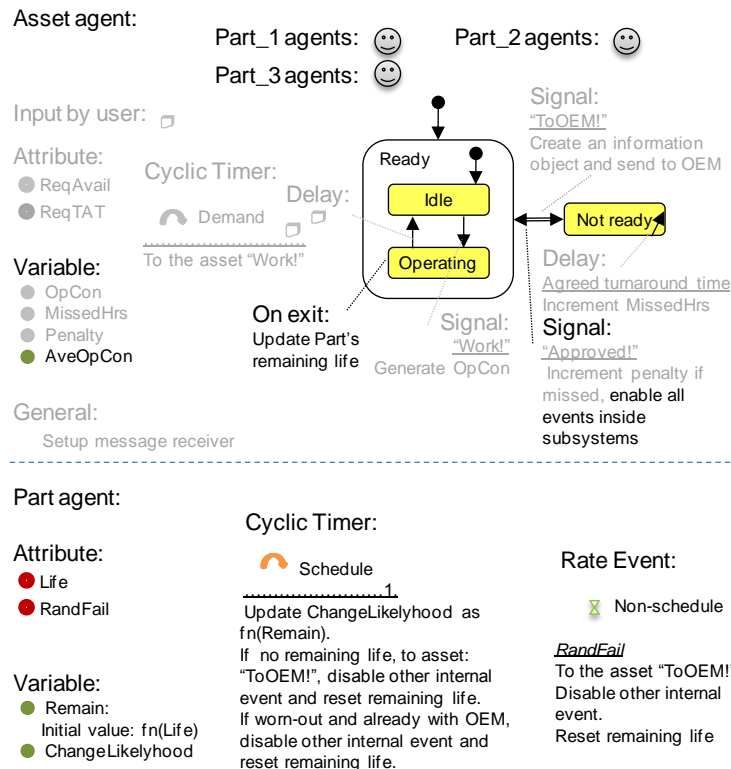 Asset agent:
Part_1 agents:
Part_2 agents:
Part_3 agents:
Input by user:
Attribute:
ReqAvail
ReqTAT
Cyclic Timer:
Demand
To the asset “Work!”
Delay:
Ready
Idle
Operating
Not ready
Signal:
“ToOEM!”
Create an information
object and send to OEM
Delay:
Agreed turnaround time
Increment MissedHrs
Variable:
OpCon
MissedHrs
Penalty
AveOpCon
On exit:
Update Part’s
remaining life
Signal:
“Work!”
Generate OpCon
Signal:
“Approved!”
Increment penalty if
missed, enable all
events inside
subsystems
General:
Setup message receiver
Part agent:
Attribute:
Life
RandFail
Variable:
Remain:
Initial value: fn(Life)
ChangeLikelyhood
Cyclic Timer:
Schedule
.......................1.
Update ChangeLikelyhood as
fn(Remain).
If no remaining life, to asset:
“ToOEM!”, disable other internal
event and reset remaining life.
If worn-out and already with OEM,
disable other internal event and
reset remaining life.
Rate Event:
Non-schedule
RandFail
To the asset “ToOEM!”
Disable other internal
event.
Reset remaining life